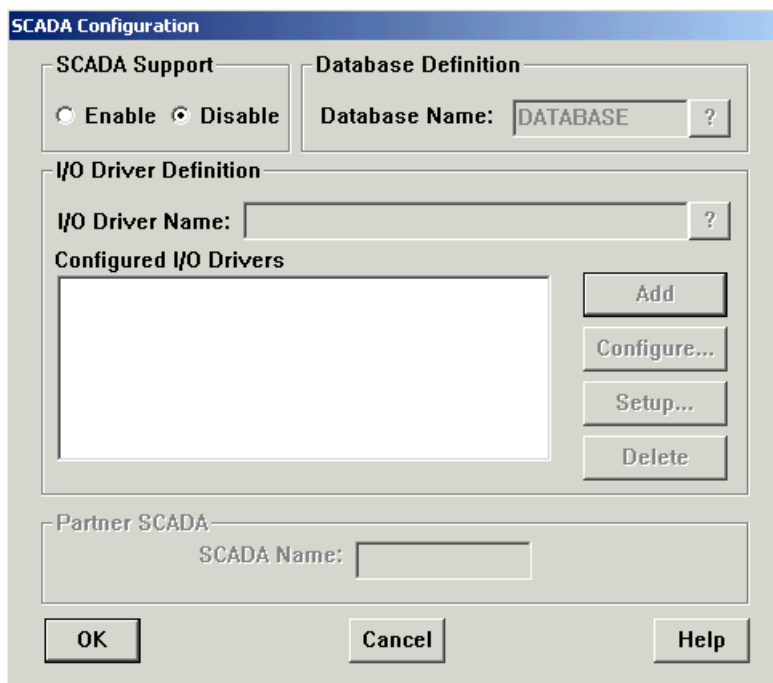 SCADA Configuration
SCADA Support
Enable Disable
Database Definition
Database Name: DATABASE ?
I/O Driver Definition
I/O Driver Name: ?
Configured I/O Drivers
Add
Configure...
Setup...
Delete
Partner SCADA
SCADA Name:
OK Cancel Help